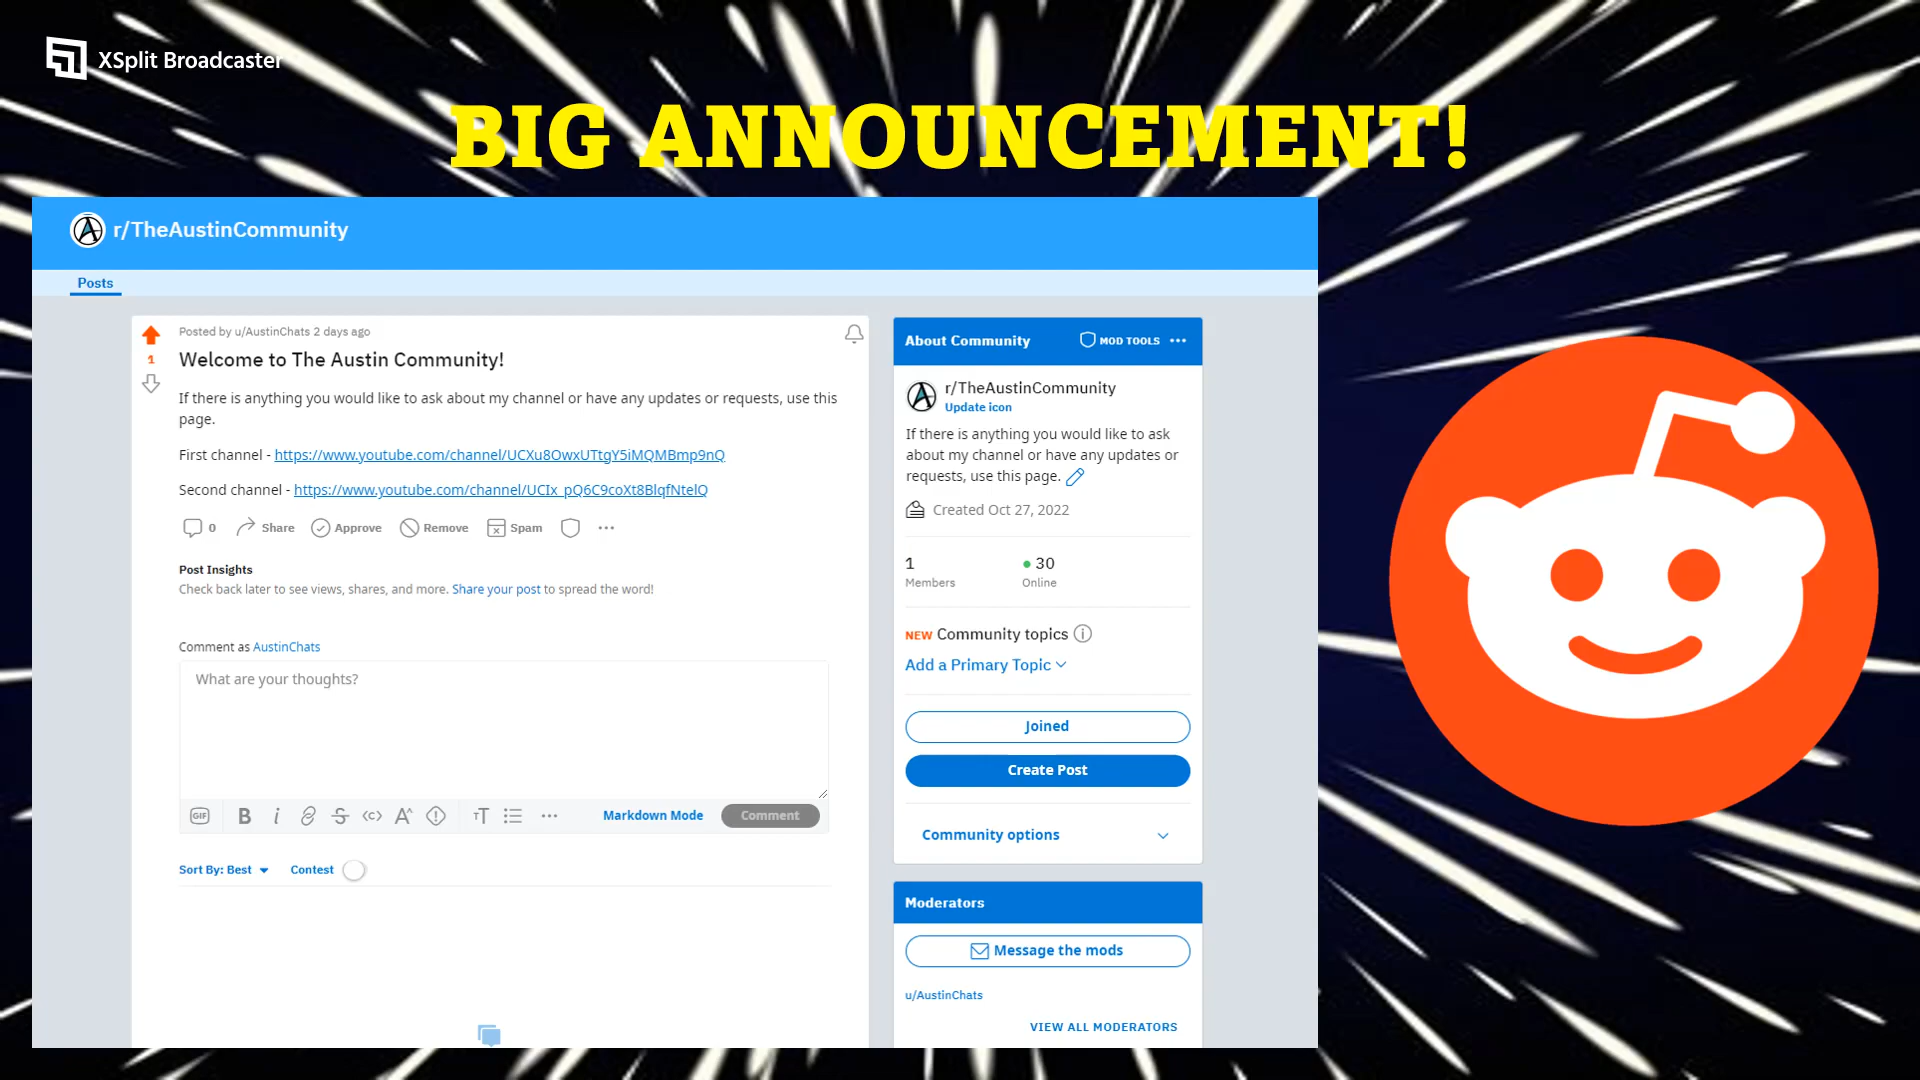 XSplit Broadcaster
BIG ANNOUNCEMENT!
r/TheAustinCommunity
Posts
1
Posted by u/AustinChats 2 days ago
Welcome to The Austin Community!
If there is anything you would like to ask about my channel or have any updates or requests, use this
page.
First channel - https://www.youtube.com/channel/UCXu8OwxUTtgY5iMQMBmp9nQ
Second channel - https://www.youtube.com/channel/UCIx_pQ6C9coXt8BlqfNtelQ
0 Share Approve Remove Spam
Post Insights
Check back later to see views, shares, and more. Share your post to spread the word!
Comment as AustinChats
What are your thoughts?
GIF B i Markdown Mode Comment
Sort By: Best Contest
About Community MOD TOOLS
r/TheAustinCommunity
Update icon
If there is anything you would like to ask
about my channel or have any updates or
requests, use this page.
Created Oct 27, 2022
1 30
Members Online
NEW Community topics
Add a Primary Topic
Joined
Create Post
Community options
Moderators
Message the mods
u/AustinChats
VIEW ALL MODERATORS